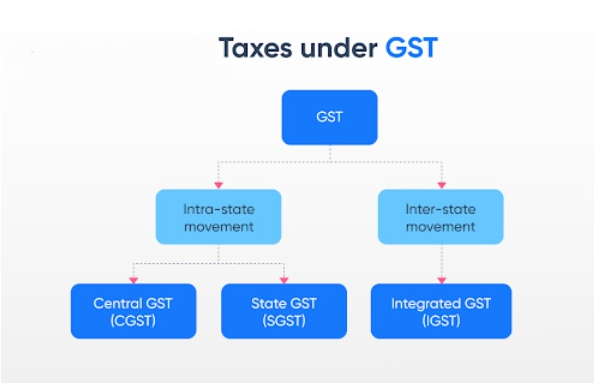 Taxes under GST
GST
Intra-state
movement
Inter-state
movement
Central GST
(CGST)
State GST
(SGST)
Integrated GST
(IGST)